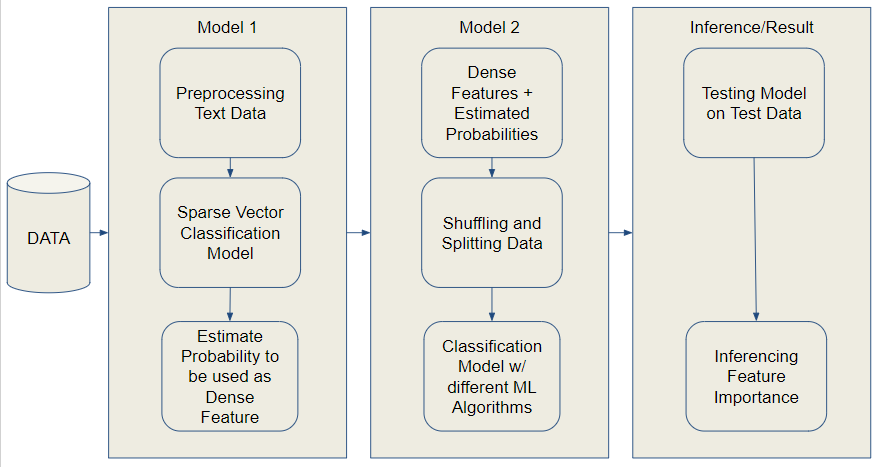 DATA
Model 1
Preprocessing
Text Data
Sparse Vector
Classification
Model
Estimate
Probability to
be used as
Dense
Feature
Model 2
Dense
Features +
Estimated
Probabilities
Shuffling and
Splitting Data
Classification
Model w/
different ML
Algorithms
Inference/Result
Testing Model
on Test Data
Inferencing
Feature
Importance